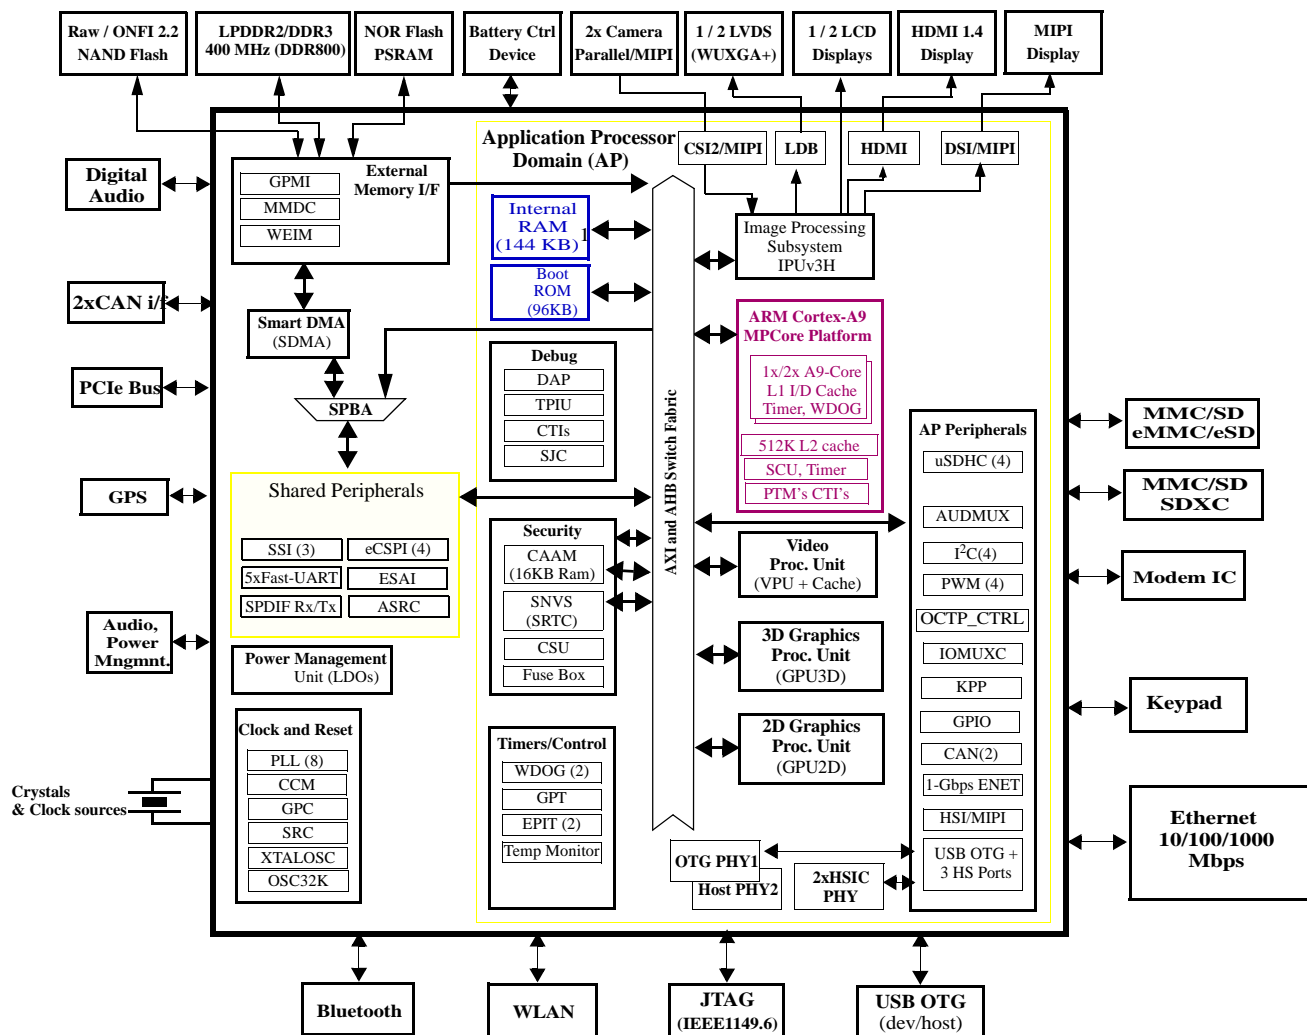 Raw / ONFI 2.2
NAND Flash
LPDDR2/DDR3
400 MHz (DDR800)
NOR Flash
PSRAM
Battery Ctrl
Device
2x Camera
Parallel/MIPI
1 / 2 LVDS
(WUXGA+)
1 / 2 LCD
Displays
HDMI 1.4
Display
MIPI
Display
Application Processor
Domain (AP)
CSI2/MIPI
LDB
HDMI
DSI/MIPI
External
Memory I/F
GPMI
MMDC
WEIM
Digital
Audio
Internal
RAM
(144 KB)
1
Image Processing
Subsystem
IPUv3H
Boot
ROM
(96KB)
2xCAN i/f
Smart DMA
(SDMA)
ARM Cortex-A9
MPCore Platform
1x/2x A9-Core
L1 I/D Cache
Timer, WDOG
512K L2 cache
SCU, Timer
PTM's CTI's
Debug
DAP
TPIU
CTIs
SJC
PCIe Bus
SPBA
AXI and AHB Switch Fabric
AP Peripherals
uSDHC (4)
AUDMUX
I2C(4)
PWM (4)
OCTP_CTRL
IOMUXC
KPP
GPIO
CAN(2)
1-Gbps ENET
HSI/MIPI
USB OTG +
3 HS Ports
MMC/SD
eMMC/eSD
MMC/SD
SDXC
Modem IC
Keypad
Ethernet
10/100/1000
Mbps
GPS
Shared Peripherals
SSI (3)
eCSPI (4)
5xFast-UART
ESAI
SPDIF Rx/Tx
ASRC
Security
CAAM
(16KB Ram)
SNVS
(SRTC)
CSU
Fuse Box
Video
Proc. Unit
(VPU + Cache)
3D Graphics
Proc. Unit
(GPU3D)
2D Graphics
Proc. Unit
(GPU2D)
Audio,
Power
Mngmnt.
Power Management
Unit (LDOs)
Clock and Reset
PLL (8)
CCM
GPC
SRC
XTALOSC
OSC32K
Timers/Control
WDOG (2)
GPT
EPIT (2)
Temp Monitor
Crystals
& Clock sources
OTG PHY1
Host PHY2
2xHSIC
PHY
Bluetooth
WLAN
JTAG
(IEEE1149.6)
USB OTG
(dev/host)